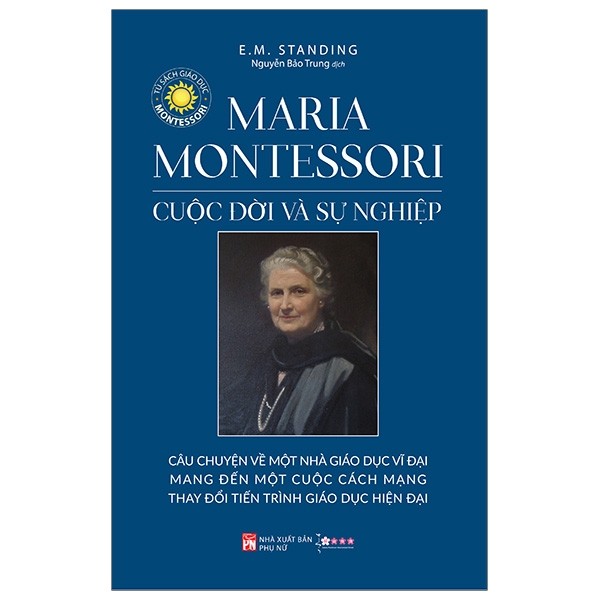 E.M. STANDING
Nguyễn Bảo Trung dịch
TỦ SÁCH GIÁO DỤC
MONTESSORI
MARIA
MONTESSORI
CUỘC ĐỜI VÀ SỰ NGHIỆP
CÂU CHUYỆN VỀ MỘT NHÀ GIÁO DỤC VĨ ĐẠI
MANG ĐẾN MỘT CUỘC CÁCH MẠNG
THAY ĐỔI TIẾN TRÌNH GIÁO DỤC HIỆN ĐẠI
PN
NHÀ XUẤT BẢN
PHỤ NỮ